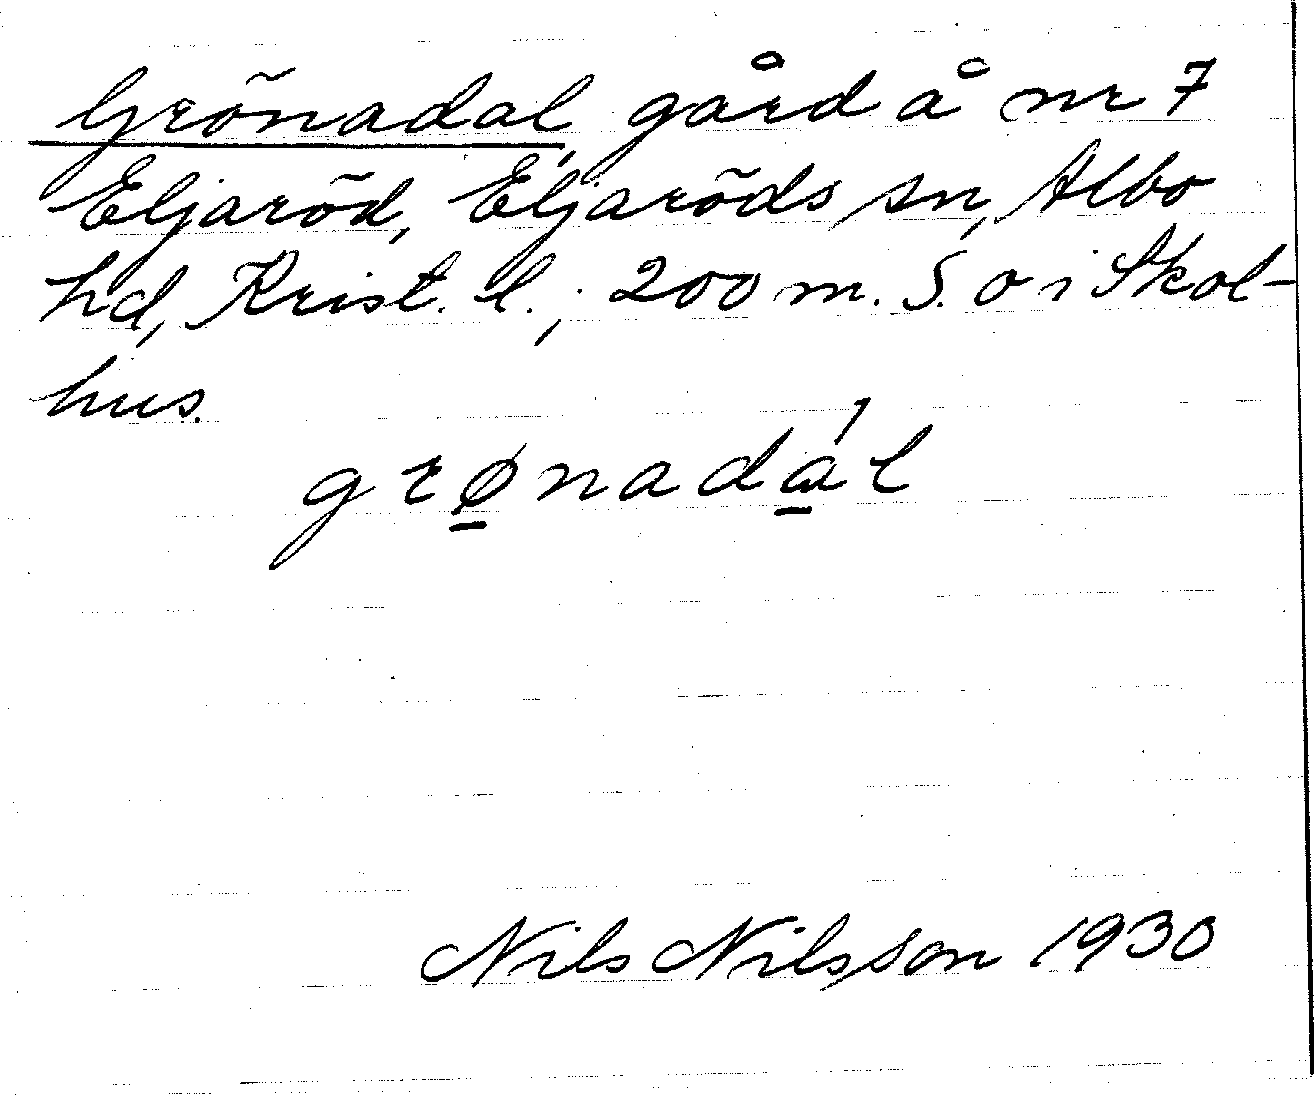 Grönadal, gård å nr 7
Eljaröd, Eljaröds sn, Albo
hd, Krist. l.; 200 m. S. o i Skol-
hus.
grønadál
Nils Nilsson 1930